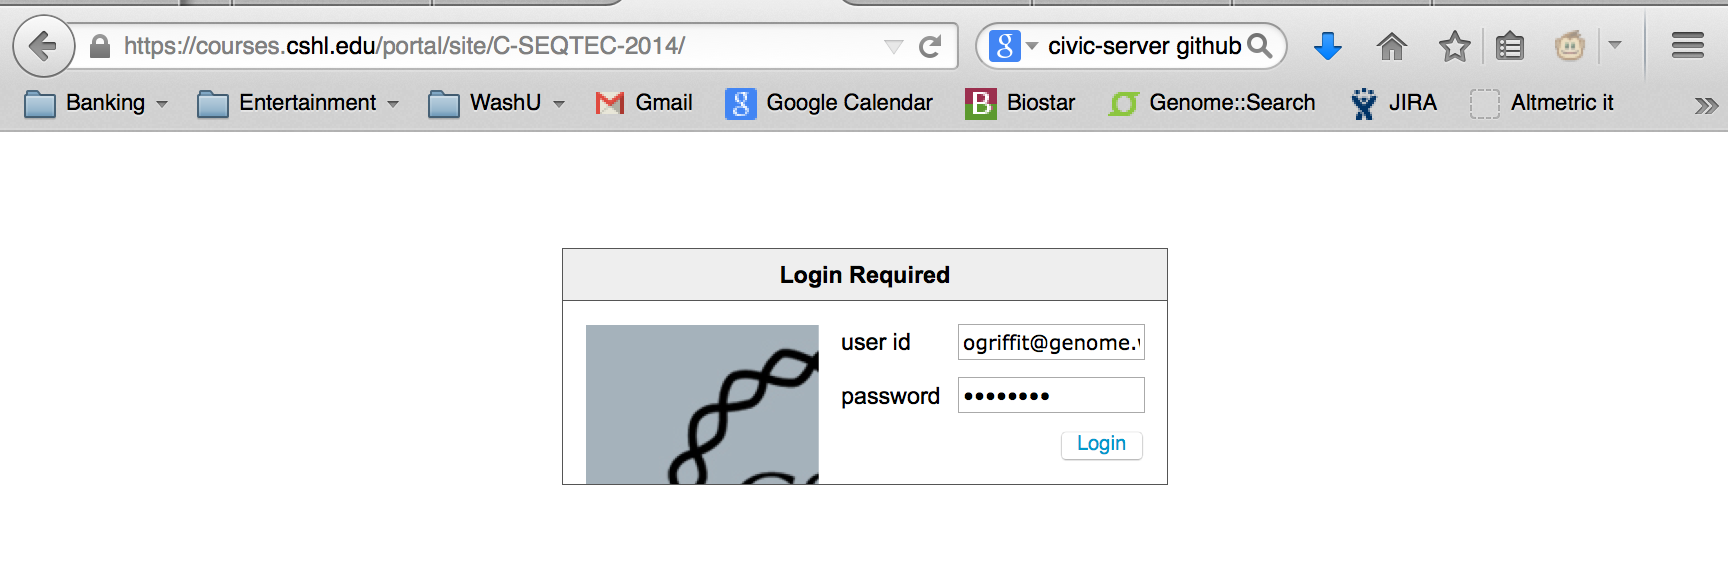 https://courses.cshl.edu/portal/site/C-SEQTEC-2014/ civic-server github
Banking Entertainment WashU Gmail Google Calendar Biostar Genome::Search JIRA Altmetric it
Login Required
user id ogriffit@genome.
password ••••••••
Login